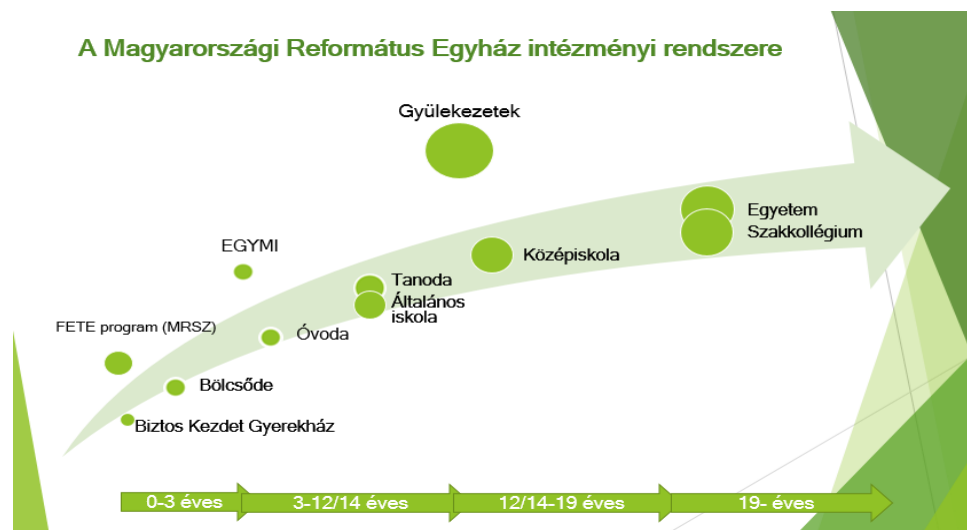 A Magyarországi Református Egyház intézményi rendszere
Gyülekezetek
Egyetem
Szakkollégium
EGYMI
Középiskola
Tanoda
Általános
iskola
FETE program (MRSZ)
Óvoda
Bölcsőde
Biztos Kezdet Gyerekház
0-3 éves
3-12/14 éves
12/14-19 éves
19- éves